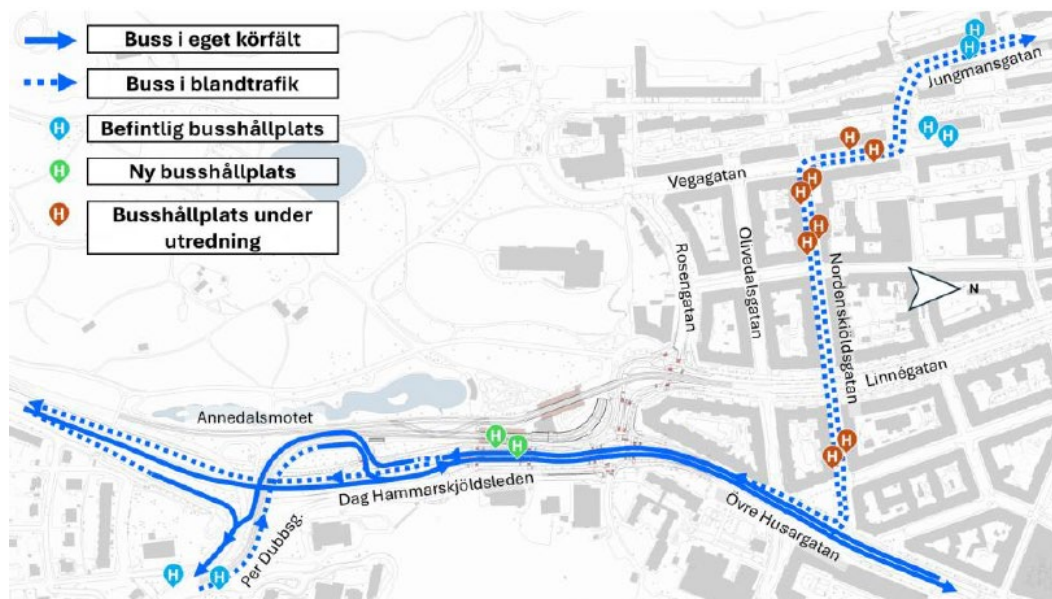 Buss i eget körfält
Buss i blandtrafik
H
Befintlig busshållplats
H
Ny busshållplats
H
Busshållplats under
utredning
H
H
Jungmansgatan
H
H
H
H
Vegagatan
H
H
H
H
Rosengatan
Olivedalsgatan
Nordenskjöldsgatan
N
Linnégatan
Annedalsmotet
H
H
H
H
Dag Hammarskjöldsleden
Övre Husargatan
Per Dubbsg.
H
H